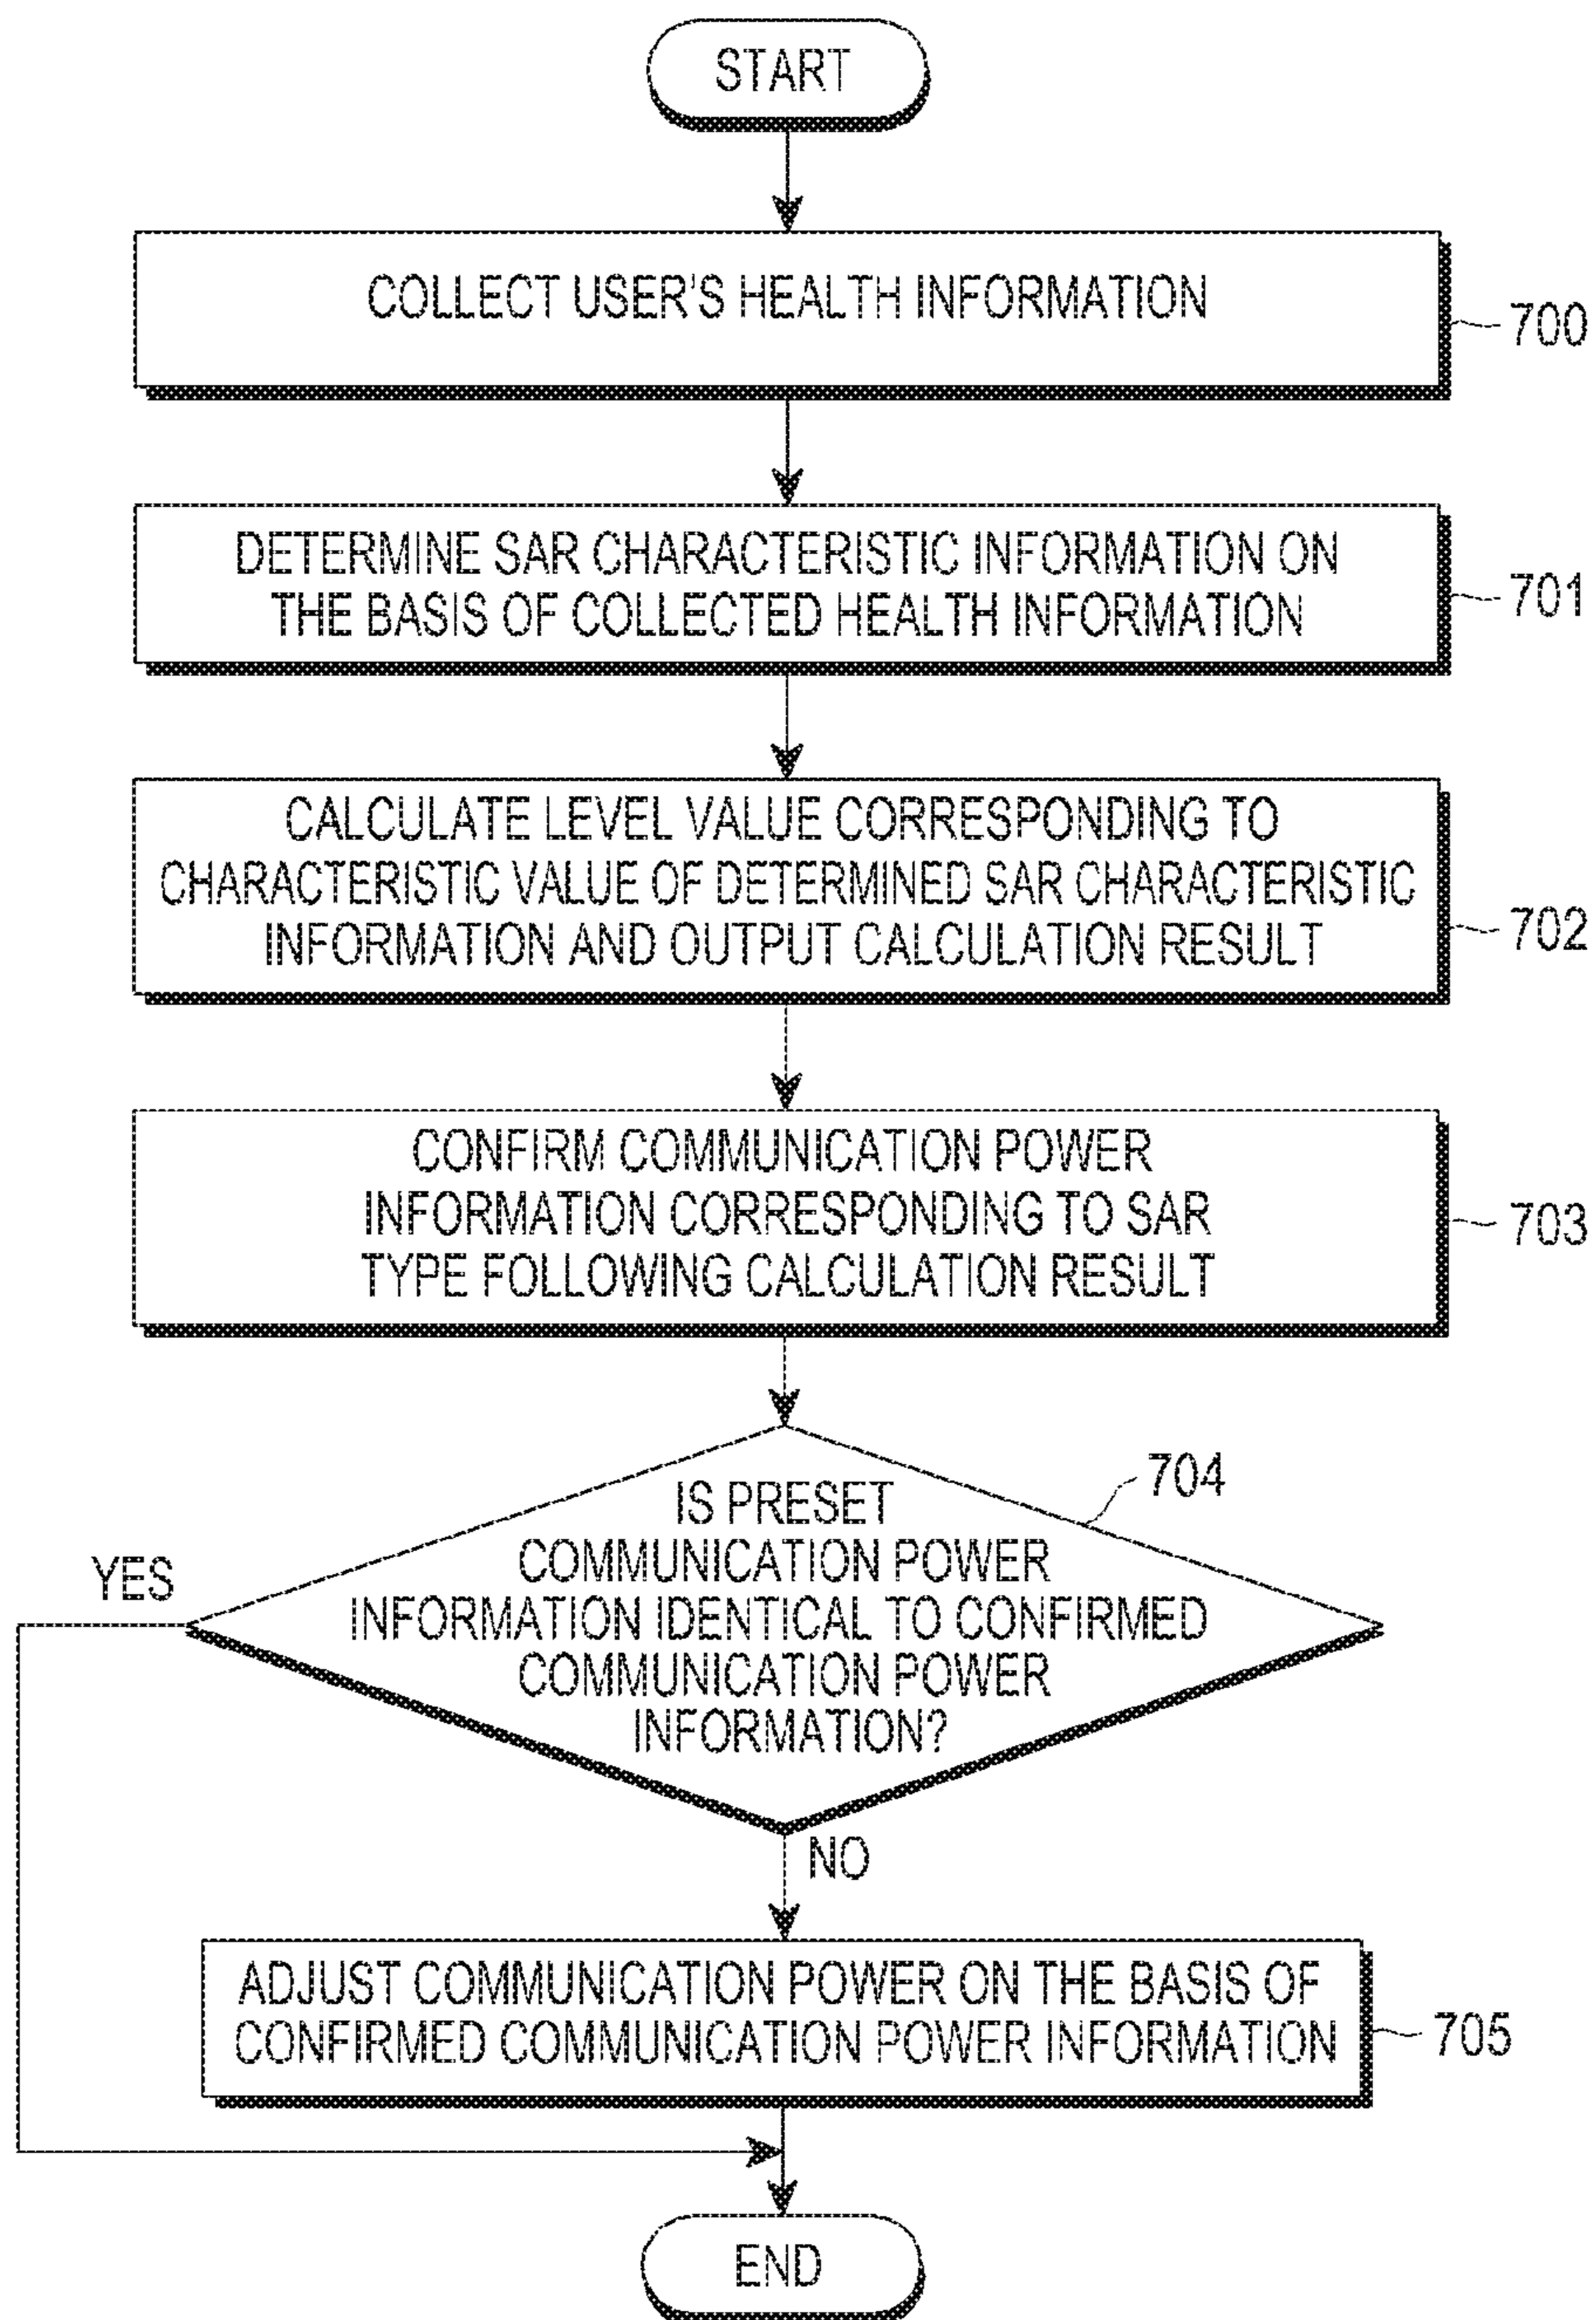 START
COLLECT USER'S HEALTH INFORMATION
700
DETERMINE SAR CHARACTERISTIC INFORMATION ON
THE BASIS OF COLLECTED HEALTH INFORMATION
701
CALCULATE LEVEL VALUE CORRESPONDING TO
CHARACTERISTIC VALUE OF DETERMINED SAR CHARACTERISTIC
INFORMATION AND OUTPUT CALCULATION RESULT
702
CONFIRM COMMUNICATION POWER
INFORMATION CORRESPONDING TO SAR
TYPE FOLLOWING CALCULATION RESULT
703
704
IS PRESET
COMMUNICATION POWER
INFORMATION IDENTICAL TO CONFIRMED
COMMUNICATION POWER
INFORMATION?
YES
NO
ADJUST COMMUNICATION POWER ON THE BASIS OF
CONFIRMED COMMUNICATION POWER INFORMATION
705
END